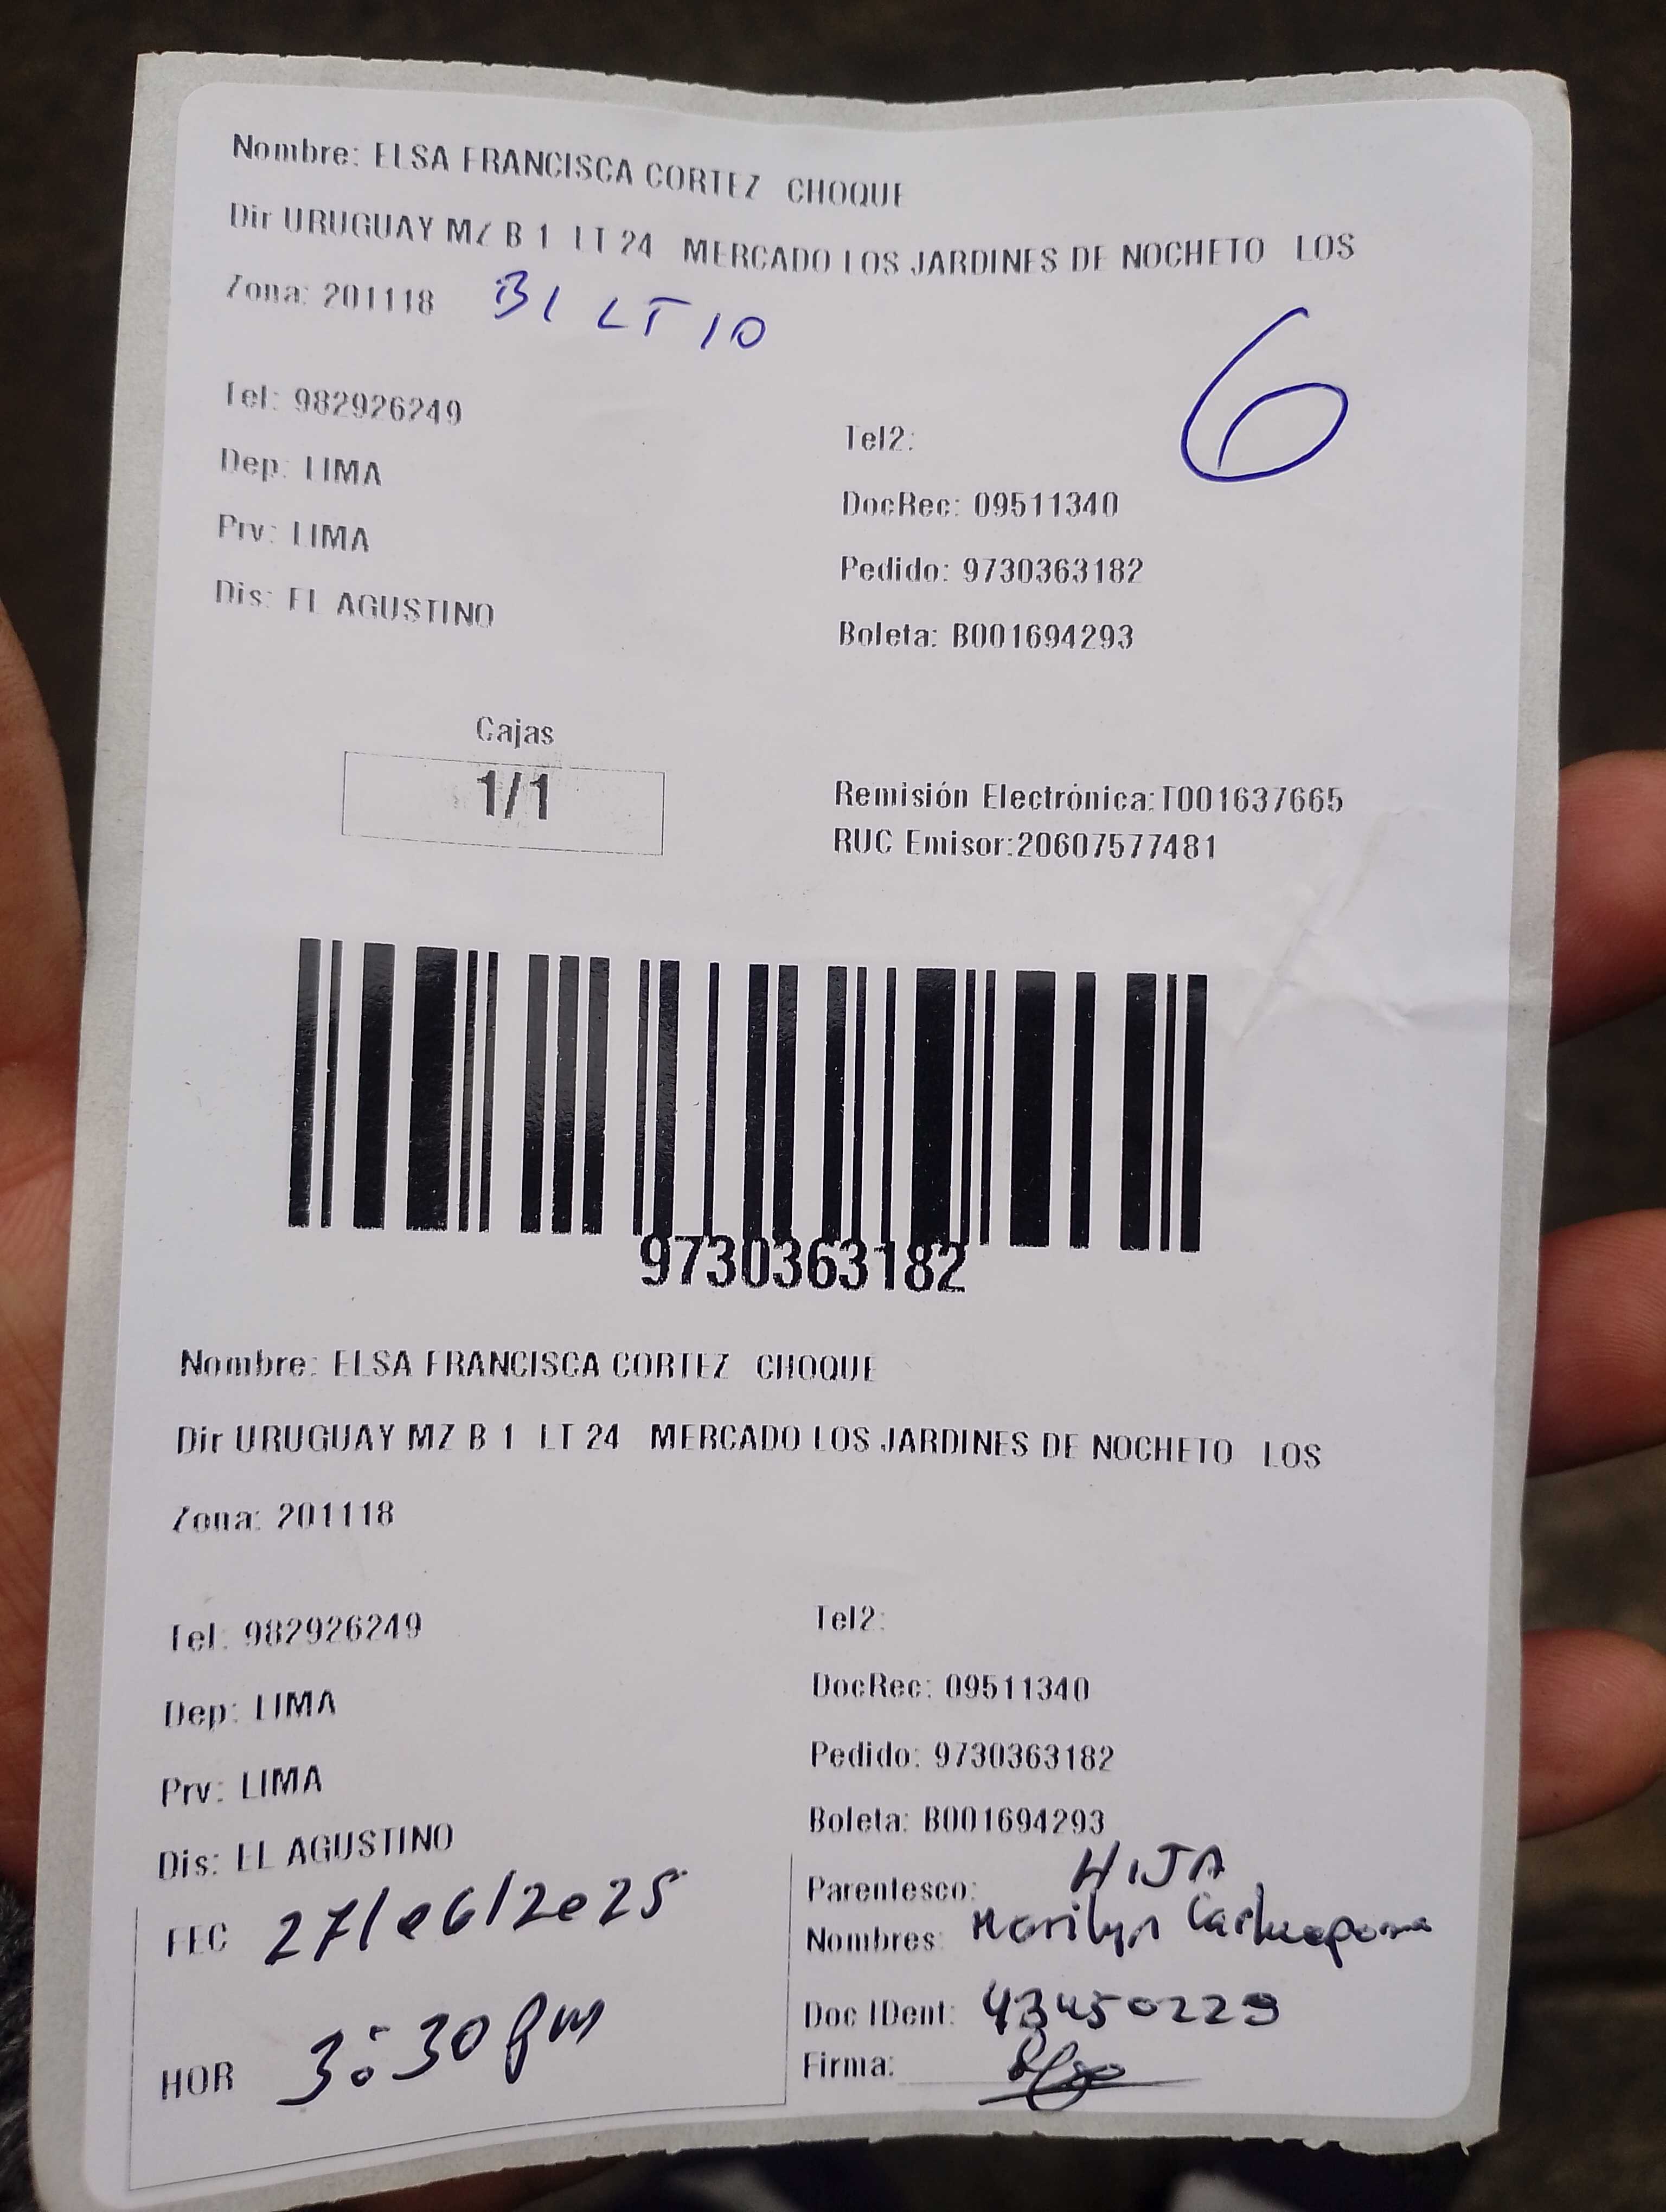 Nombre: ELSA FRANCISCA CORTEZ CHOQUE
Dir URUGUAY MZ B 1 LT 24 MERCADO LOS JARDINES DE NOCHETO LOS
Zona: 201118 B1 LT 10
6
Tel: 982926249
Tel2:
Dep: LIMA
DocRec: 09511340
Prv: LIMA
Pedido: 9730363182
Dis: EL AGUSTINO
Boleta: B001694293
Cajas
1/1
Remisión Electrónica:T001637665
RUC Emisor:20607577481
9730363182
Nombre: ELSA FRANCISCA CORTEZ CHOQUE
Dir URUGUAY MZ B 1 LT 24 MERCADO LOS JARDINES DE NOCHETO LOS
Zona: 201118
Tel: 982926249
Tel2:
Dep: LIMA
DocRec: 09511340
Prv: LIMA
Pedido: 9730363182
Dis: EL AGUSTINO
Boleta: B001694293
FEC 27/06/2025
Parentesco: HIJA
Nombres: Marilyn
HOR 3:30 pm
Doc IDent: 43450229
Firma: